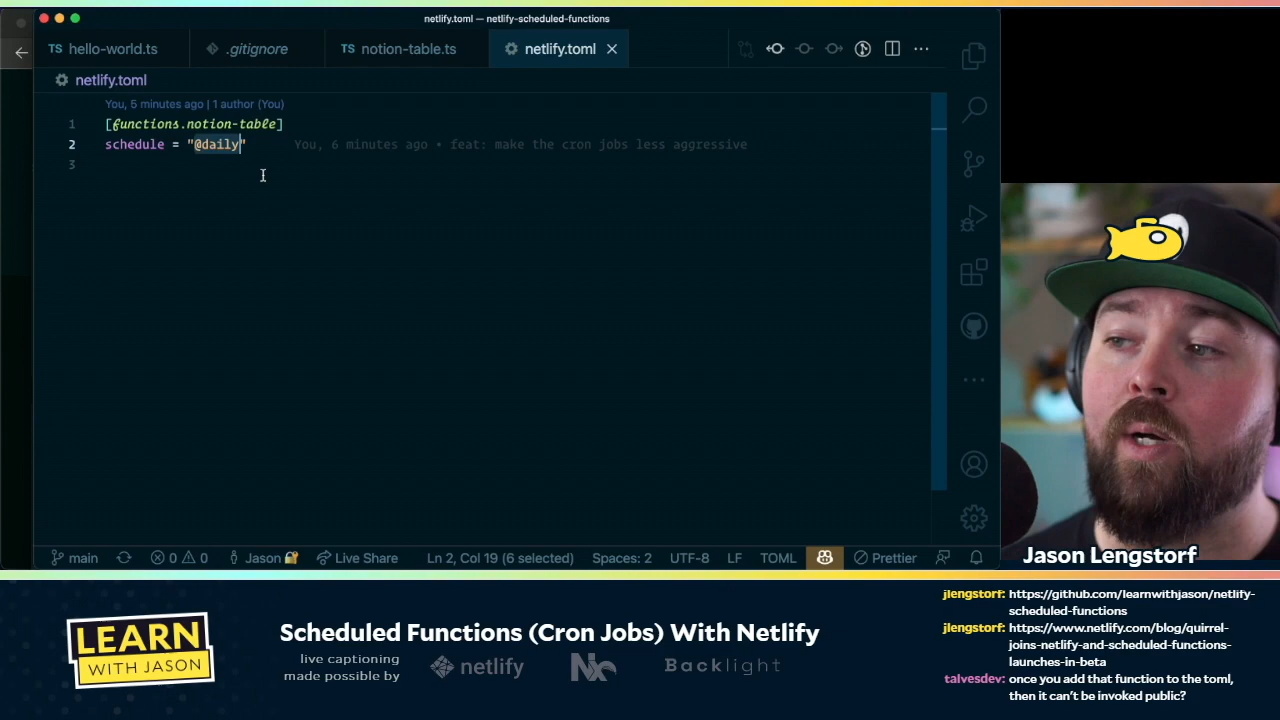 netlify.toml — netlify-scheduled-functions
TS hello-world.ts
.gitignore
TS notion-table.ts
netlify.toml
netlify.toml
You, 5 minutes ago | 1 author (You)
1 [functions.notion-table]
2 schedule = "@daily" You, 6 minutes ago • feat: make the cron jobs less aggressive
3
main
0 0
Jason
Live Share
Ln 2, Col 19 (6 selected)
Spaces: 2
UTF-8
LF
TOML
Prettier
Jason Lengstorf
LEARN
WITH JASON
Scheduled Functions (Cron Jobs) With Netlify
live captioning
made possible by
netlify
Nx
Backlight
jlengstorf: https://github.com/learnwithjason/netlify-
scheduled-functions
jlengstorf: https://www.netlify.com/blog/quirrel-
joins-netlify-and-scheduled-functions-
launches-in-beta
talvesdev: once you add that function to the toml,
then it can't be invoked public?